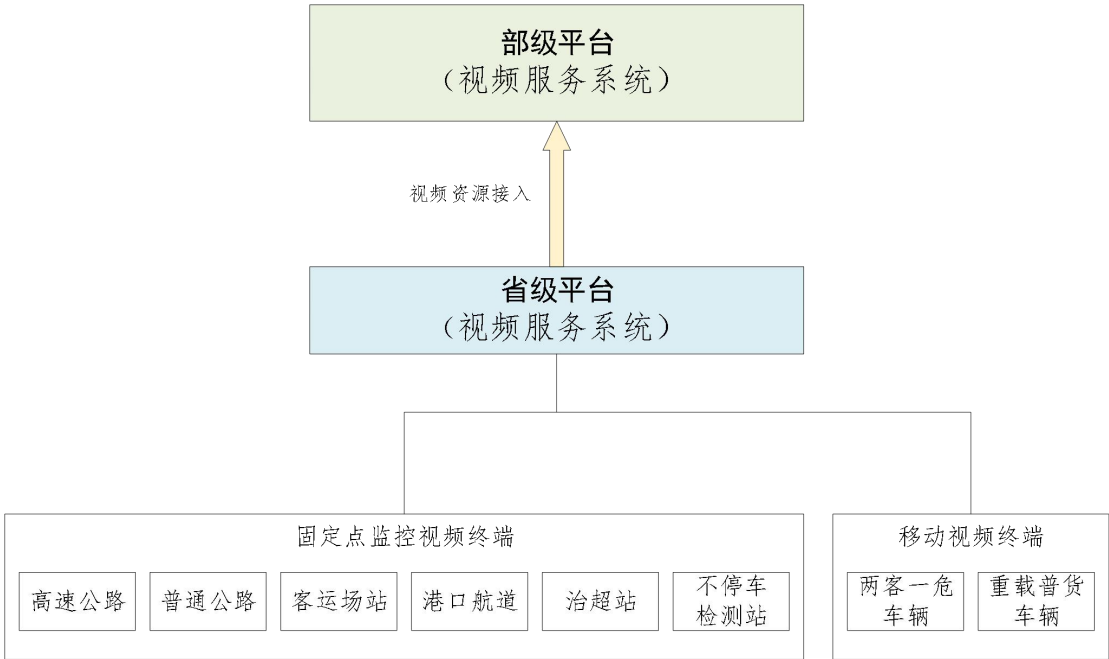 部级平台
（视频服务系统）
视频资源接入
省级平台
（视频服务系统）
固定点监控视频终端
高速公路
普通公路
客运场站
港口航道
治超站
不停车
检测站
移动视频终端
两客一危
车辆
重载普货
车辆